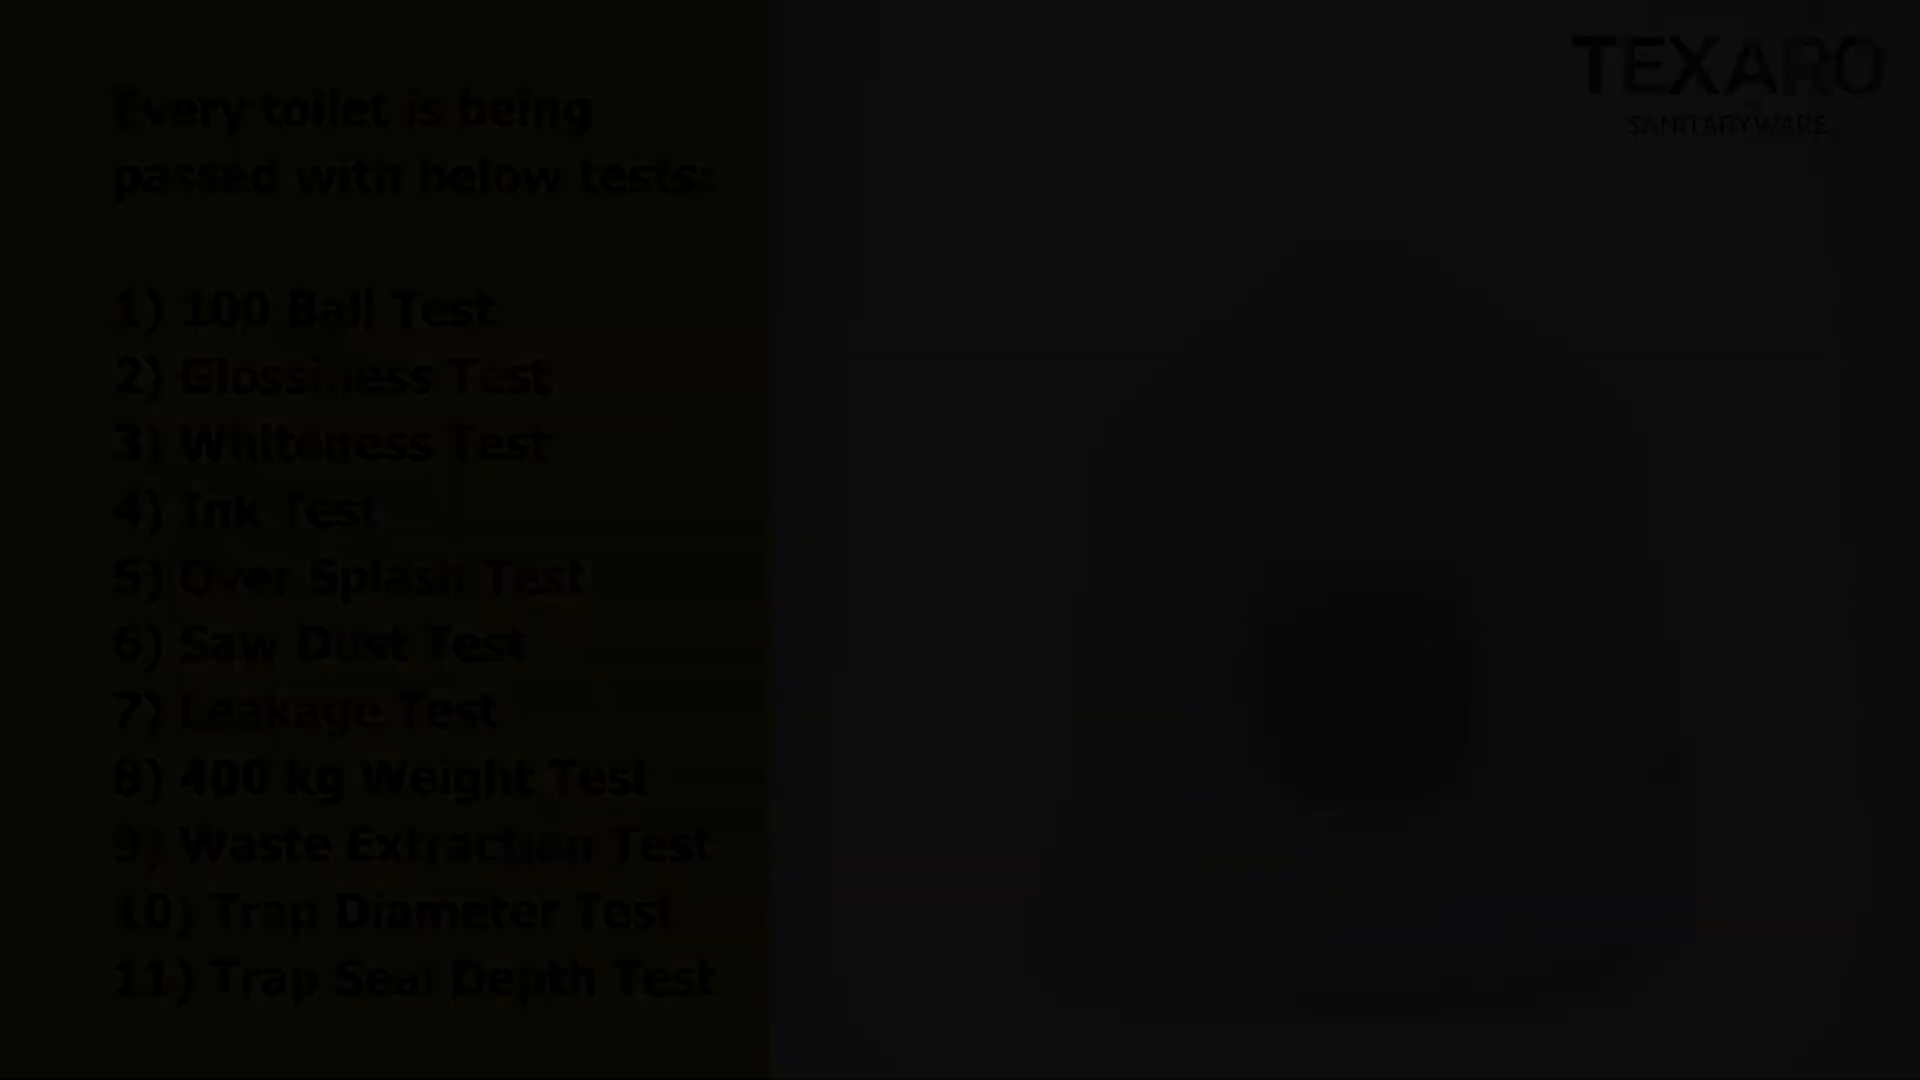 TEXARO
SANITARYWARE
Every toilet is being
passed with below tests:
1) 100 Ball Test
2) Glossiness Test
3) Whiteness Test
4) Ink Test
5) Over Splash Test
6) Saw Dust Test
7) Leakage Test
8) 400 kg Weight Test
9) Waste Extraction Test
10) Trap Diameter Test
11) Trap Seal Depth Test